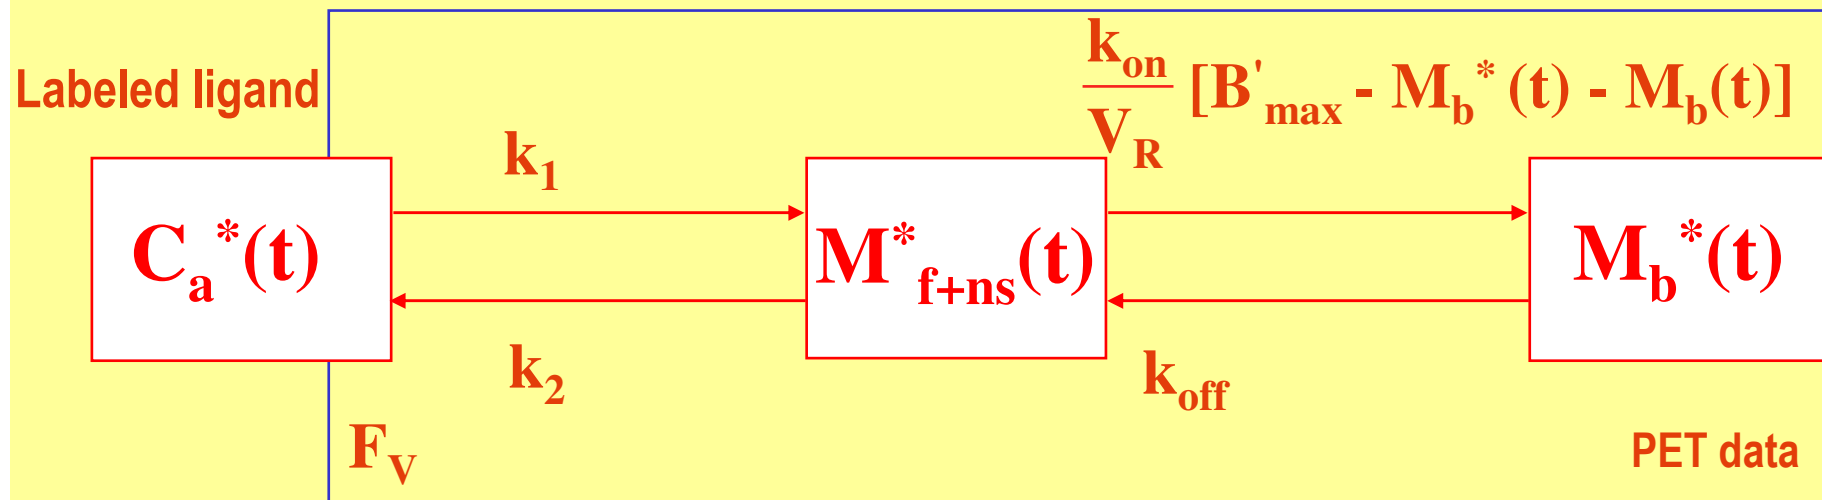 Labeled ligand
k_on / V_R [B'_max - M_b^*(t) - M_b(t)]
k_1
C_a^*(t)
M^*_f+ns(t)
M_b^*(t)
k_2
k_off
F_V
PET data